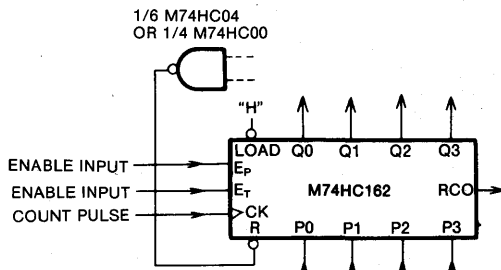 1/6 M74HC04
OR 1/4 M74HC00
"H"
LOAD Q0 Q1 Q2 Q3
ENABLE INPUT EP
ENABLE INPUT ET
M74HC162 RCO
COUNT PULSE CK
R P0 P1 P2 P3